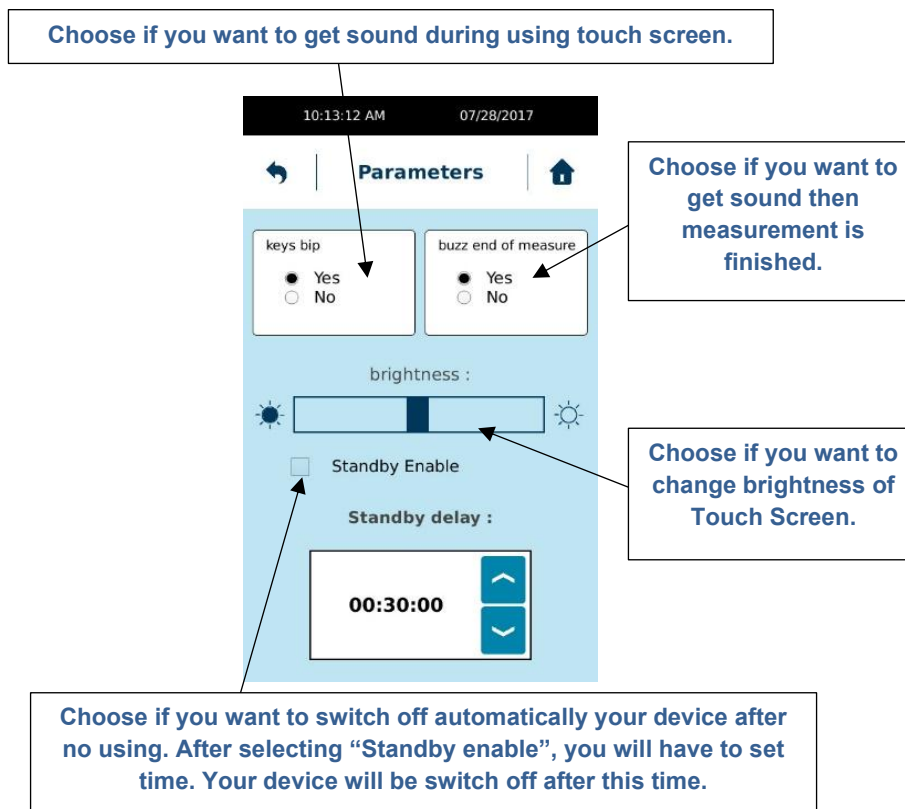 Choose if you want to get sound during using touch screen.
10:13:12 AM 07/28/2017
Parameters
Choose if you want to
get sound then
measurement is
finished.
keys bip
Yes
No
buzz end of measure
Yes
No
brightness :
Choose if you want to
change brightness of
Touch Screen.
Standby Enable
Standby delay :
00:30:00
Choose if you want to switch off automatically your device after
no using. After selecting “Standby enable”, you will have to set
time. Your device will be switch off after this time.